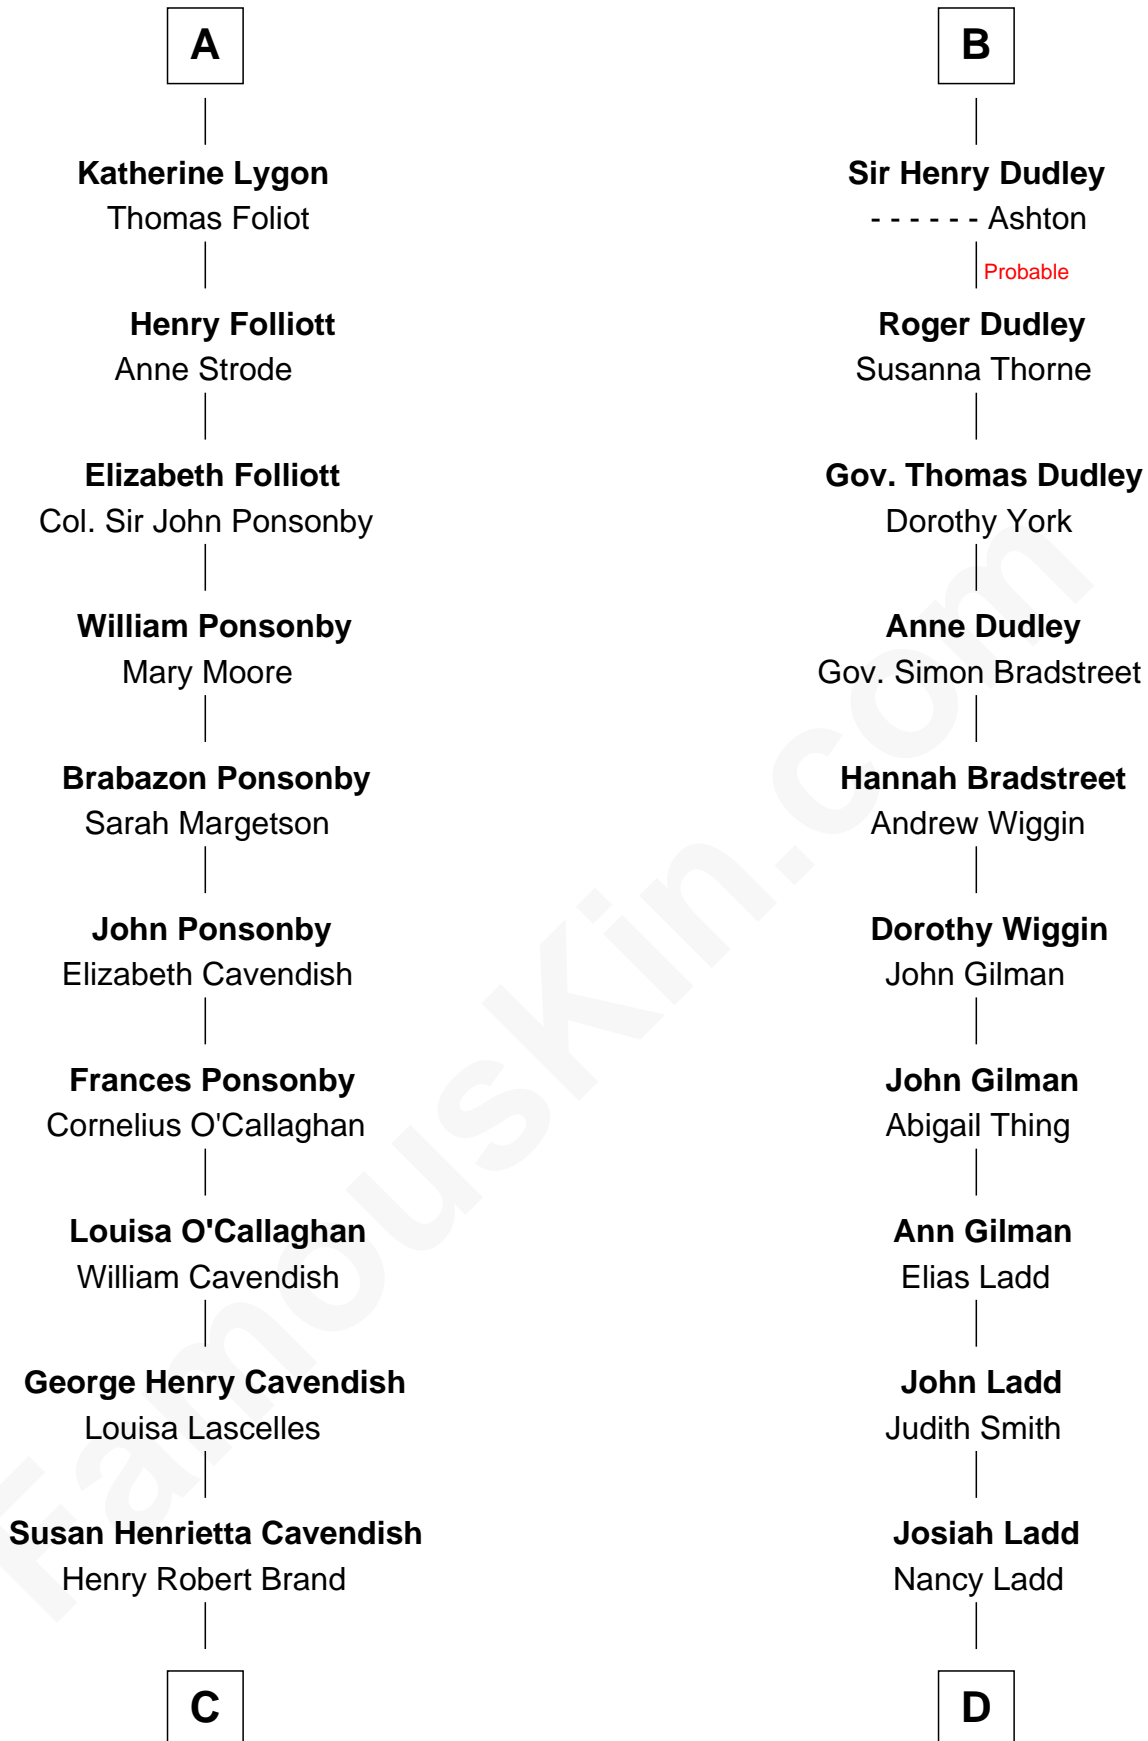 A
Katherine Lygon
Thomas Foliot
Henry Folliott
Anne Strode
Elizabeth Folliott
Col. Sir John Ponsonby
William Ponsonby
Mary Moore
Brabazon Ponsonby
Sarah Margetson
John Ponsonby
Elizabeth Cavendish
Frances Ponsonby
Cornelius O'Callaghan
Louisa O'Callaghan
William Cavendish
George Henry Cavendish
Louisa Lascelles
Susan Henrietta Cavendish
Henry Robert Brand
C
B
Sir Henry Dudley
- - - - - - Ashton
Probable
Roger Dudley
Susanna Thorne
Gov. Thomas Dudley
Dorothy York
Anne Dudley
Gov. Simon Bradstreet
Hannah Bradstreet
Andrew Wiggin
Dorothy Wiggin
John Gilman
John Gilman
Abigail Thing
Ann Gilman
Elias Ladd
John Ladd
Judith Smith
Josiah Ladd
Nancy Ladd
D
FamousKin.com